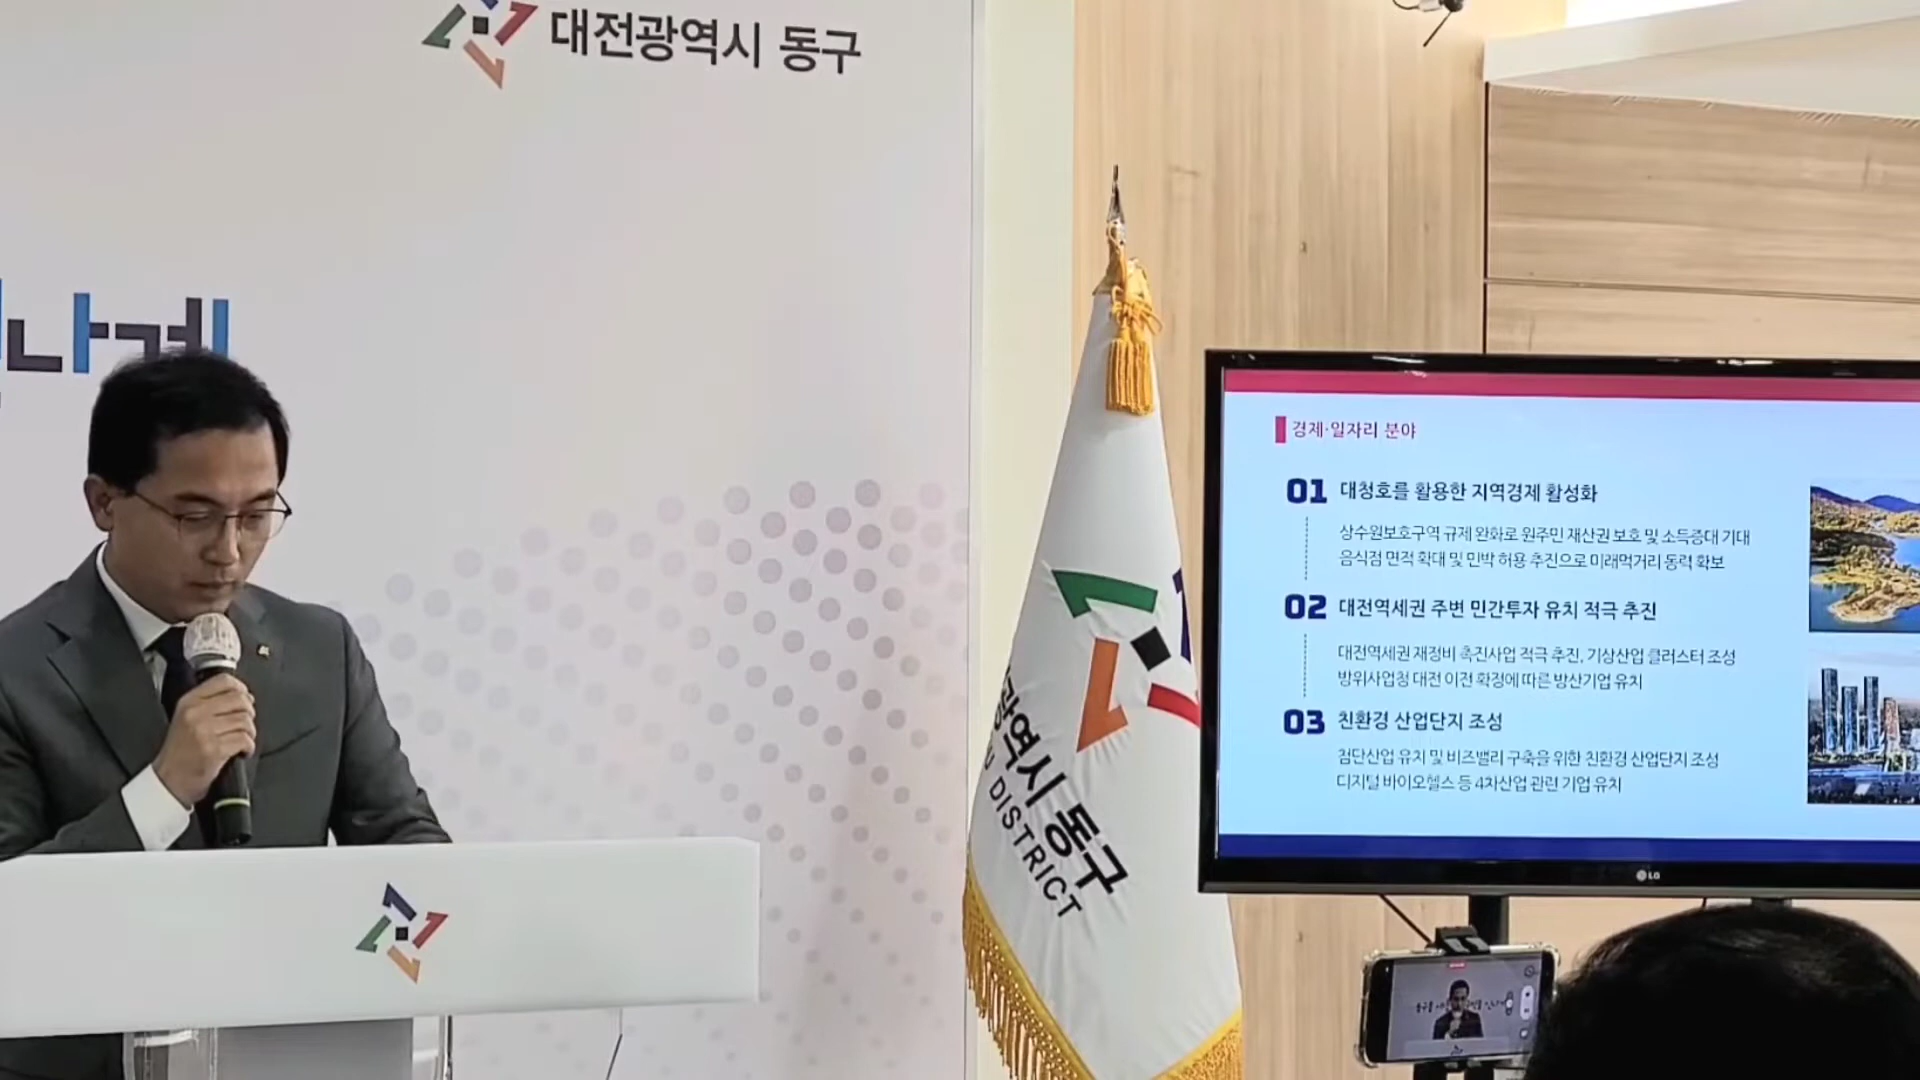 대전광역시 동구
나게
경제·일자리 분야
01 대청호를 활용한 지역경제 활성화
상수원보호구역 규제 완화로 원주민 재산권 보호 및 소득증대 기대
음식점 면적 확대 및 민박 허용 추진으로 미래먹거리 동력 확보
02 대전역세권 주변 민간투자 유치 적극 추진
대전역세권 재정비 촉진사업 적극 추진, 기상산업 클러스터 조성
방위사업청 대전 이전 확정에 따른 방산기업 유치
03 친환경 산업단지 조성
첨단산업 유치 및 비즈밸리 구축을 위한 친환경 산업단지 조성
디지털 바이오헬스 등 4차산업 관련 기업 유치
LG
광역시 동구
U DISTRICT